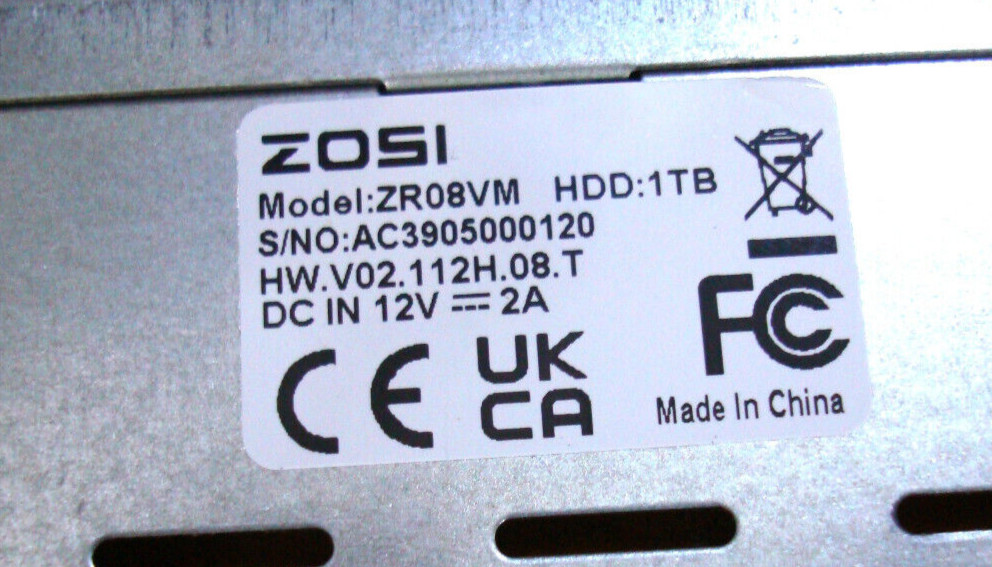 ZOSI
Model:ZR08VM HDD:1TB
S/NO:AC3905000120
HW.V02.112H.08.T
DC IN 12V ⎓ 2A
CE
UK
CA
FC
Made In China